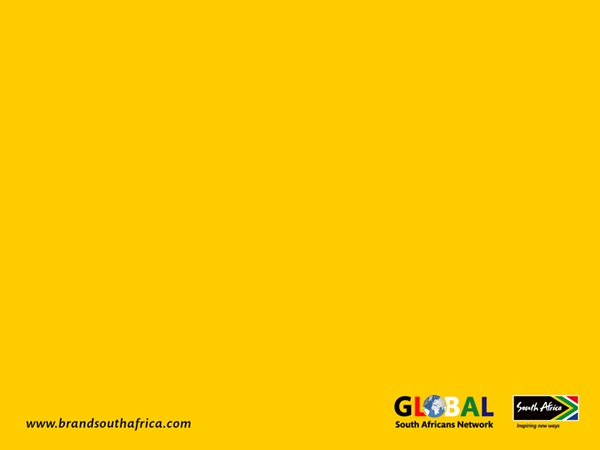 www.brandsouthafrica.com
GLOBAL
South Africans Network
South Africa
Inspiring new ways